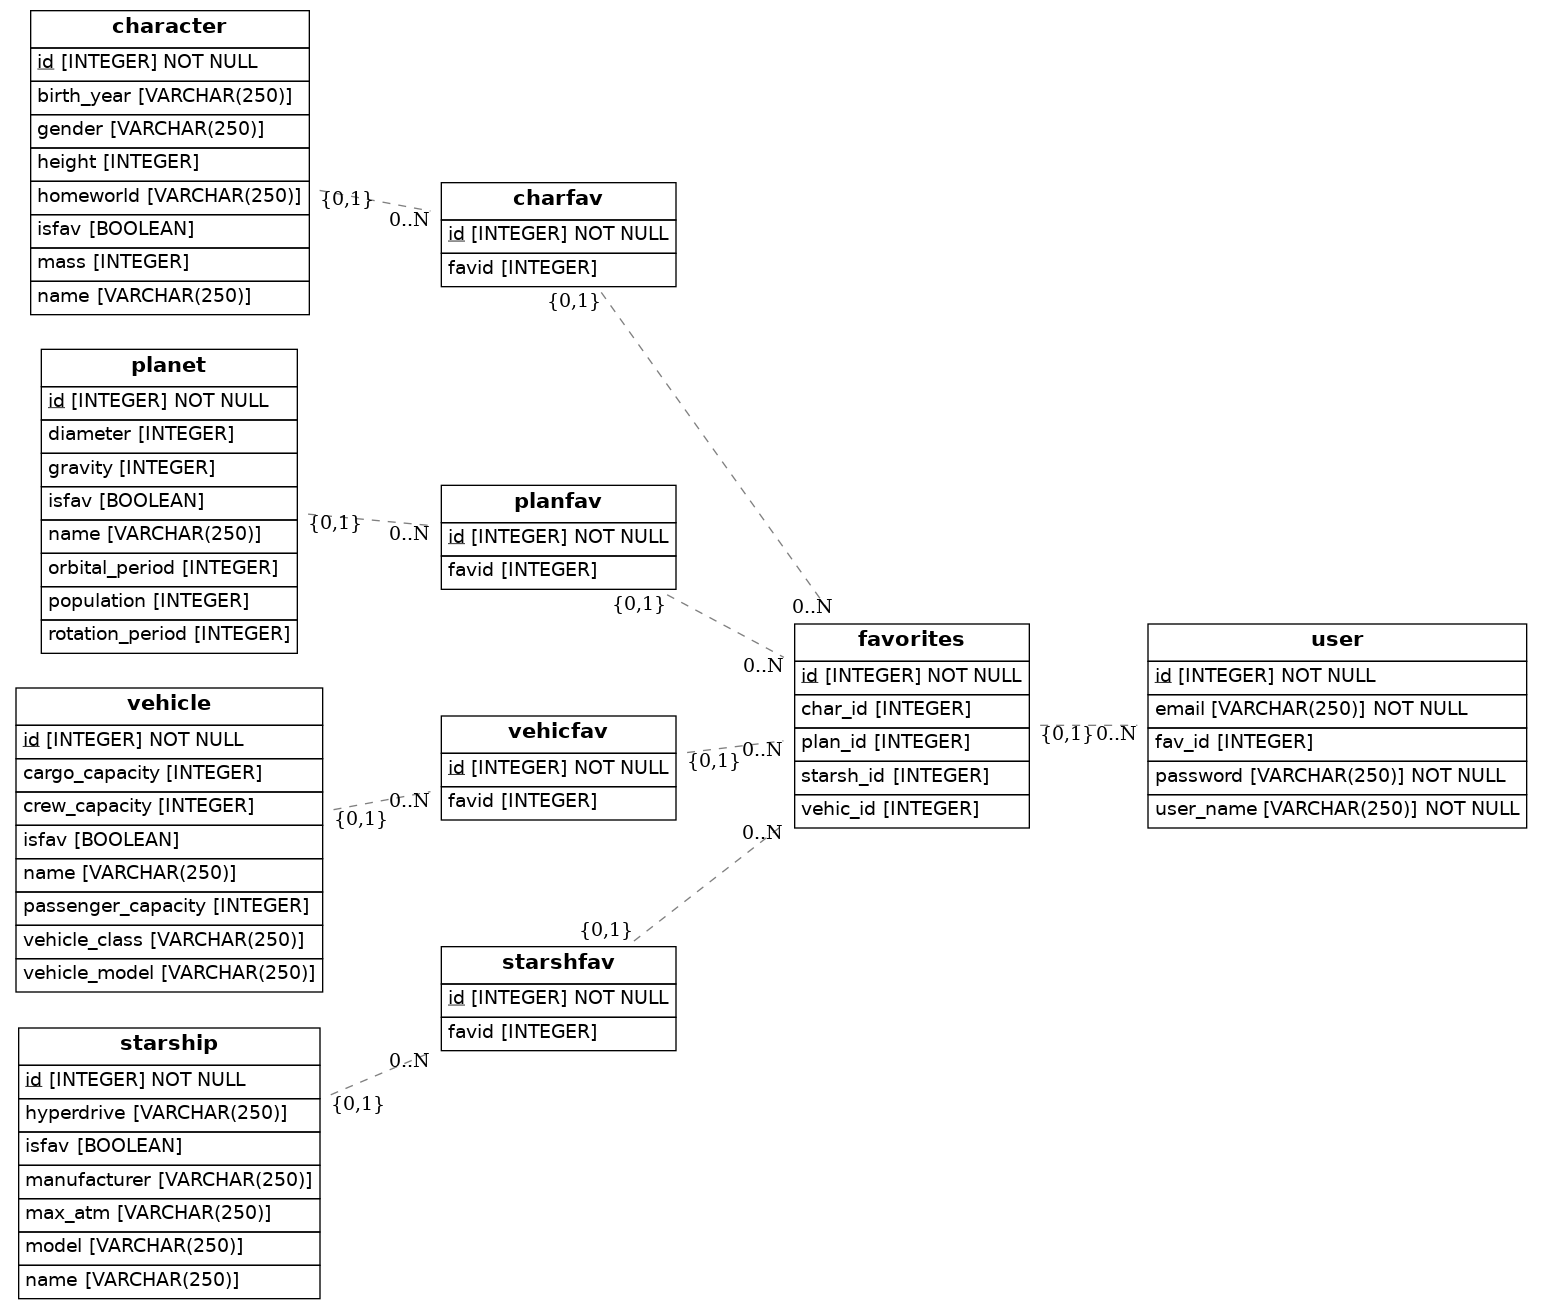 character
id [INTEGER] NOT NULL
birth_year [VARCHAR(250)]
gender [VARCHAR(250)]
height [INTEGER]
homeworld [VARCHAR(250)]
isfav [BOOLEAN]
mass [INTEGER]
name [VARCHAR(250)]
{0,1}
0..N
charfav
id [INTEGER] NOT NULL
favid [INTEGER]
{0,1}
0..N
planet
id [INTEGER] NOT NULL
diameter [INTEGER]
gravity [INTEGER]
isfav [BOOLEAN]
name [VARCHAR(250)]
orbital_period [INTEGER]
population [INTEGER]
rotation_period [INTEGER]
{0,1}
0..N
planfav
id [INTEGER] NOT NULL
favid [INTEGER]
{0,1}
0..N
vehicle
id [INTEGER] NOT NULL
cargo_capacity [INTEGER]
crew_capacity [INTEGER]
isfav [BOOLEAN]
name [VARCHAR(250)]
passenger_capacity [INTEGER]
vehicle_class [VARCHAR(250)]
vehicle_model [VARCHAR(250)]
{0,1}
0..N
vehicfav
id [INTEGER] NOT NULL
favid [INTEGER]
{0,1}
0..N
starship
id [INTEGER] NOT NULL
hyperdrive [VARCHAR(250)]
isfav [BOOLEAN]
manufacturer [VARCHAR(250)]
max_atm [VARCHAR(250)]
model [VARCHAR(250)]
name [VARCHAR(250)]
{0,1}
0..N
starshfav
id [INTEGER] NOT NULL
favid [INTEGER]
{0,1}
0..N
favorites
id [INTEGER] NOT NULL
char_id [INTEGER]
plan_id [INTEGER]
starsh_id [INTEGER]
vehic_id [INTEGER]
{0,1}
0..N
user
id [INTEGER] NOT NULL
email [VARCHAR(250)] NOT NULL
fav_id [INTEGER]
password [VARCHAR(250)] NOT NULL
user_name [VARCHAR(250)] NOT NULL